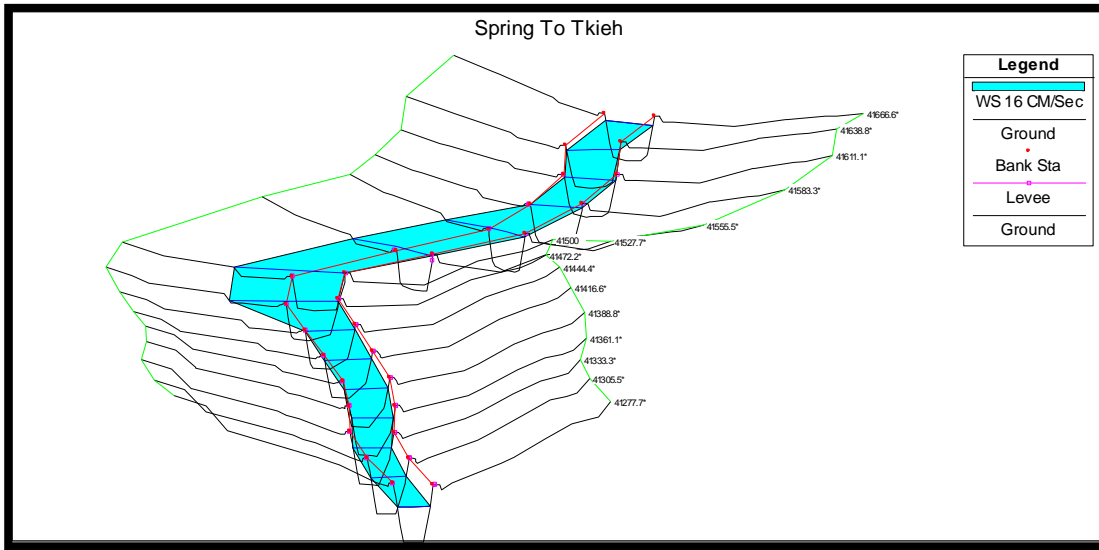 Spring To Tkieh
Legend
WS 16 CM/Sec
Ground
Bank Sta
Levee
Ground
41666.6*
41638.8*
41611.1*
41583.3*
41555.5*
41527.7*
41500
41472.2*
41444.4*
41416.6*
41388.8*
41361.1*
41333.3*
41305.5*
41277.7*